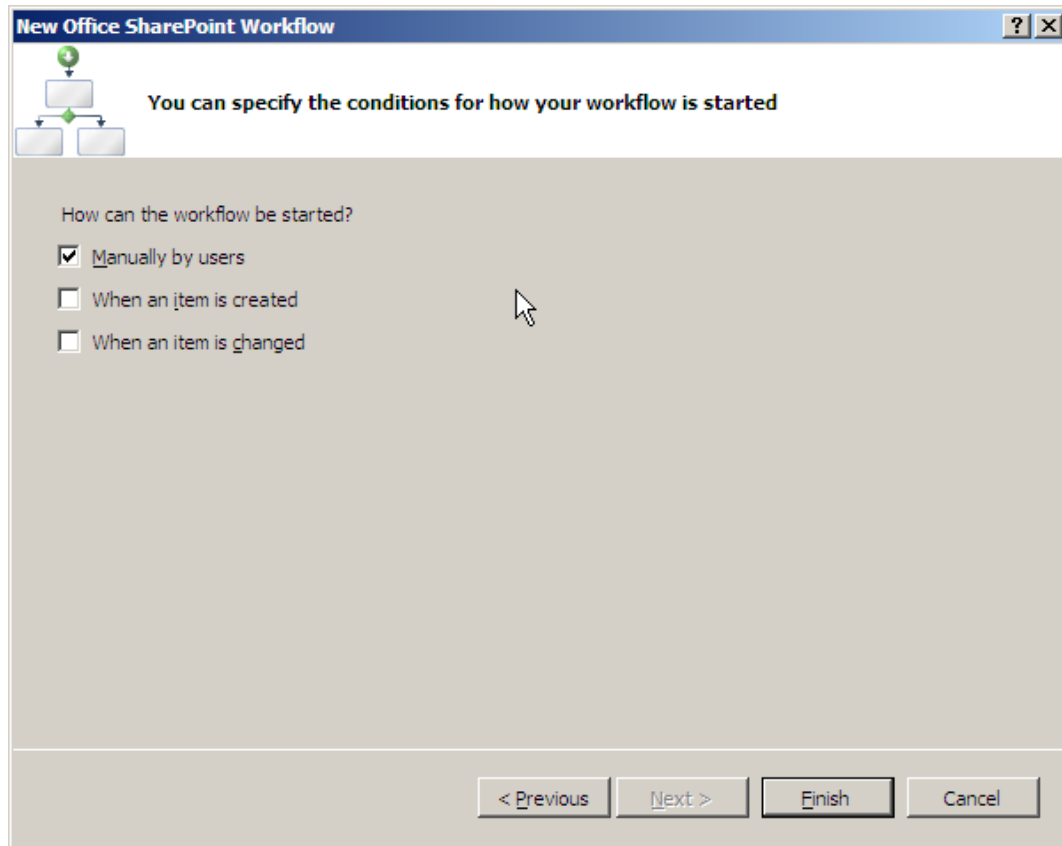 New Office SharePoint Workflow
You can specify the conditions for how your workflow is started
How can the workflow be started?
Manually by users
When an item is created
When an item is changed
< Previous Next > Finish Cancel